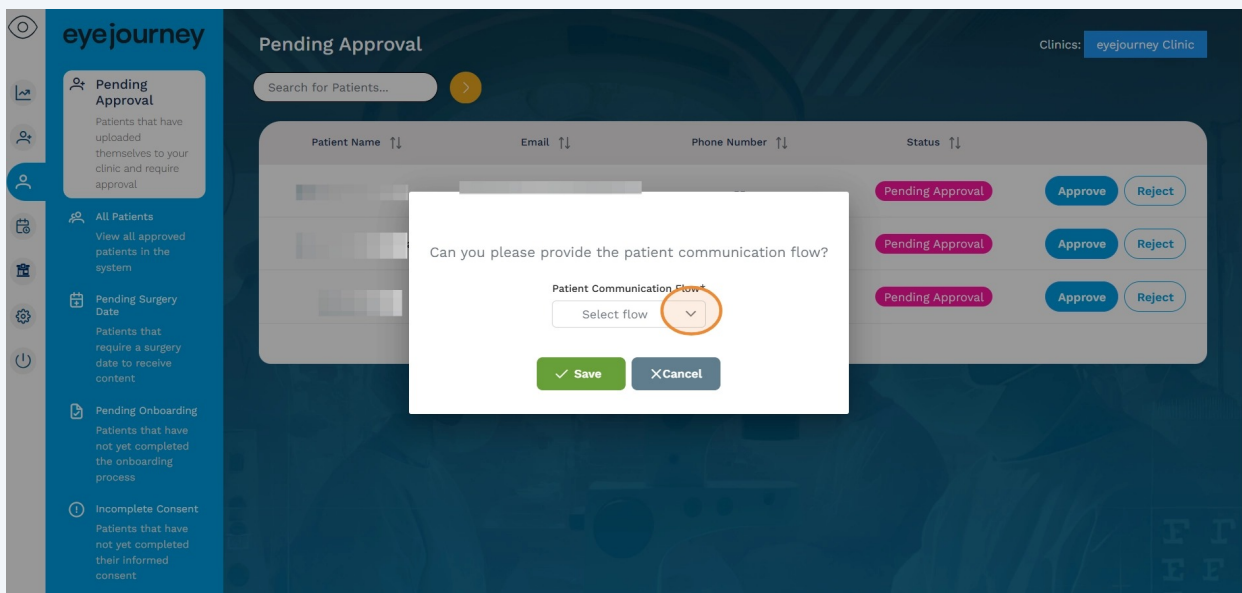 eyejourney
Pending
Approval
Patients that have
uploaded
themselves to your
clinic and require
approval
All Patients
View all approved
patients in the
system
Pending Surgery
Date
Patients that
require a surgery
date to receive
content
Pending Onboarding
Patients that have
not yet completed
the onboarding
process
Incomplete Consent
Patients that have
not yet completed
their informed
consent
Pending Approval
Clinics: eyejourney Clinic
Search for Patients...
Patient Name Email Phone Number Status
Pending Approval Approve Reject
Pending Approval Approve Reject
Pending Approval Approve Reject
Can you please provide the patient communication flow?
Patient Communication Flow*
Select flow
Save Cancel